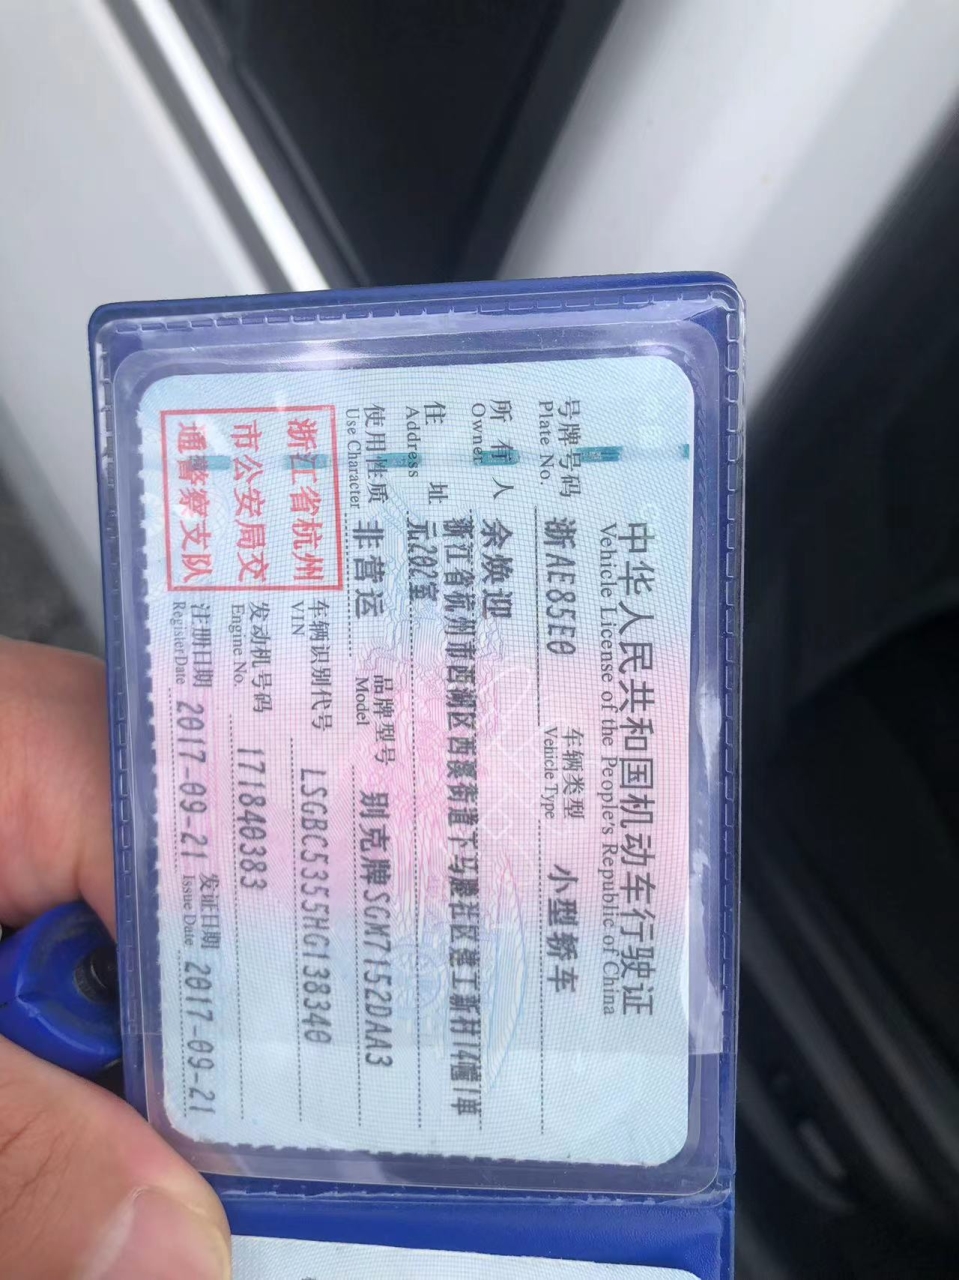 中华人民共和国机动车行驶证
Vehicle License of the People's Republic of China
号牌号码 浙AE85E0 车辆类型 小型轿车
Plate No. Vehicle Type
所有人 余焕迎
Owner
住址 浙江省杭州市西湖区西溪街道下马塍社区建工新村14幢1单
Address 元202室
使用性质 非营运 品牌型号 别克牌SGM7152DAA3
Use Character Model
浙江省杭州
市公安局交
通警察支队
车辆识别代号 LSGBC5355HG138340
VIN
发动机号码 171840383
Engine No.
注册日期 2017-09-21 发证日期 2017-09-21
Register Date Issue Date